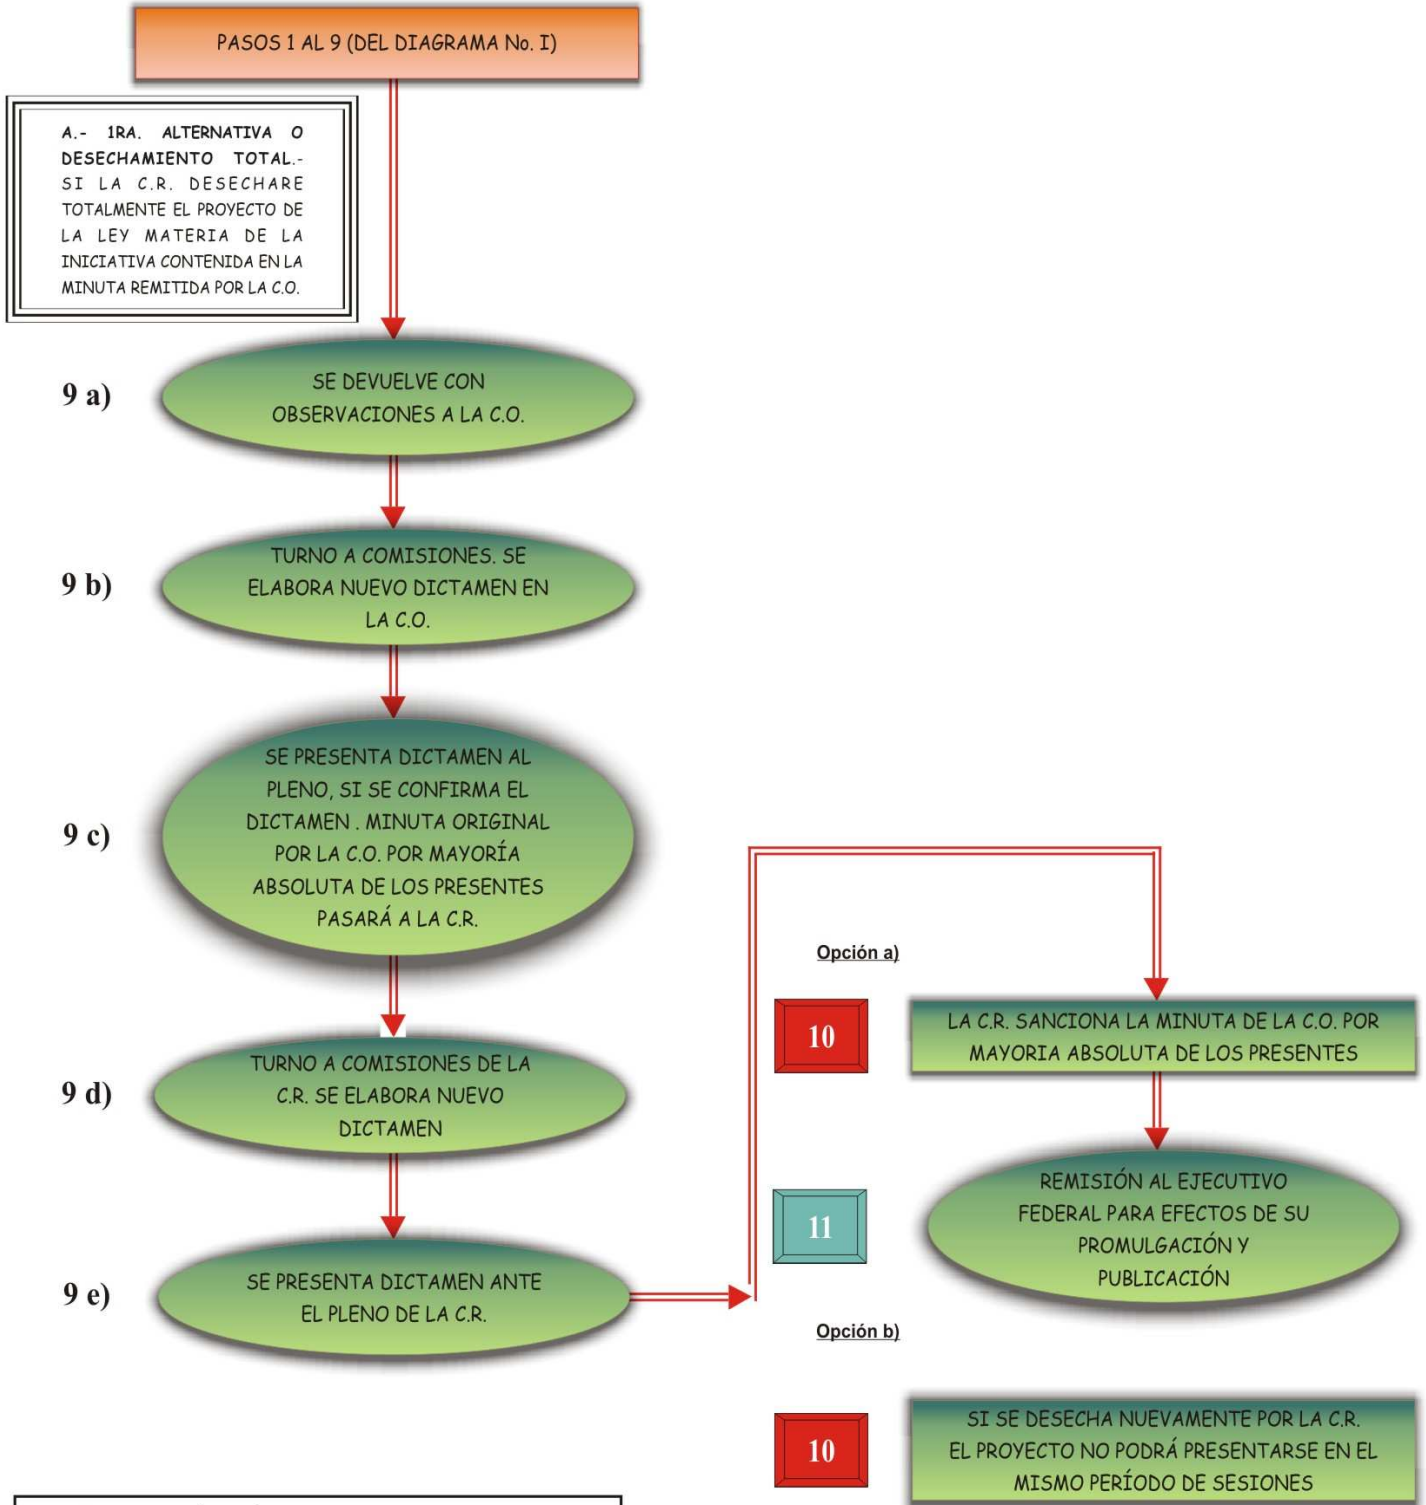 PASOS 1 AL 9 (DEL DIAGRAMA No. I)
A.- 1RA. ALTERNATIVA O
DESECHAMIENTO TOTAL.-
SI LA C.R. DESECHARE
TOTALMENTE EL PROYECTO DE
LA LEY MATERIA DE LA
INICIATIVA CONTENIDA EN LA
MINUTA REMITIDA POR LA C.O.
9 a)
SE DEVUELVE CON
OBSERVACIONES A LA C.O.
9 b)
TURNO A COMISIONES. SE
ELABORA NUEVO DICTAMEN EN
LA C.O.
9 c)
SE PRESENTA DICTAMEN AL
PLENO, SI SE CONFIRMA EL
DICTAMEN . MINUTA ORIGINAL
POR LA C.O. POR MAYORÍA
ABSOLUTA DE LOS PRESENTES
PASARÁ A LA C.R.
9 d)
TURNO A COMISIONES DE LA
C.R. SE ELABORA NUEVO
DICTAMEN
9 e)
SE PRESENTA DICTAMEN ANTE
EL PLENO DE LA C.R.
Opción a)
10
LA C.R. SANCIONA LA MINUTA DE LA C.O. POR
MAYORIA ABSOLUTA DE LOS PRESENTES
11
REMISIÓN AL EJECUTIVO
FEDERAL PARA EFECTOS DE SU
PROMULGACIÓN Y
PUBLICACIÓN
Opción b)
10
SI SE DESECHA NUEVAMENTE POR LA C.R.
EL PROYECTO NO PODRÁ PRESENTARSE EN EL
MISMO PERÍODO DE SESIONES